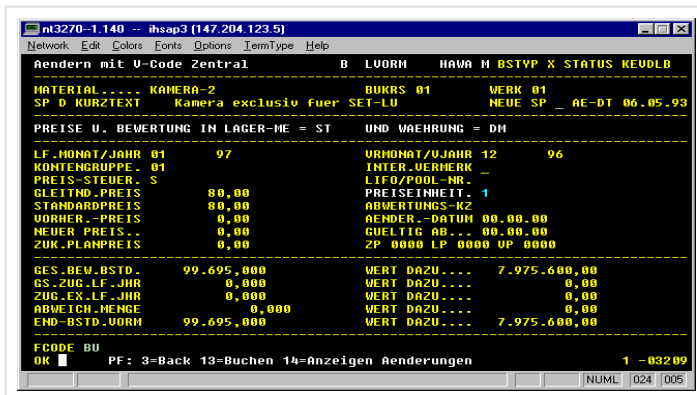 nt3270--1.140 -- ihsap3 (147.204.123.5)
Network Edit Colors Fonts Options TermType Help
Aendern mit V-Code Zentral B LVORM HAWA M BSTYP X STATUS KEVDLB
MATERIAL..... KAMERA-2 BUKRS 01 WERK 01
SP D KURZTEXT Kamera exclusiv fuer SET-LU NEUE SP _ AE-DT 06.05.93
PREISE U. BEWERTUNG IN LAGER-ME = ST UND WAEHRUNG = DM
LF.MONAT/JAHR 01 97 VRMONAT/VJAHR 12 96
KONTENGRUPPE. 01 INTER.VERMERK _
PREIS-STEUER. S LIFO/POOL-NR.
GLEITND.PREIS 80,00 PREISEINHEIT. 1
STANDARDPREIS 80,00 ABWERTUNGS-KZ
VORHER.-PREIS 0,00 AENDER.-DATUM 00.00.00
NEUER PREIS.. 0,00 GUELTIG AB... 00.00.00
ZUK.PLANPREIS 0,00 ZP 0000 LP 0000 VP 0000
GES.BEW.BSTD. 99.695,000 WERT DAZU.... 7.975.600,00
GS.ZUG.LF.JHR 0,000 WERT DAZU.... 0,00
ZUG.EX.LF.JHR 0,000 WERT DAZU.... 0,00
ABWEICH.MENGE 0,000 WERT DAZU.... 0,00
END-BSTD.VORM 99.695,000 WERT DAZU.... 7.975.600,00
FCODE BU
OK PF: 3=Back 13=Buchen 14=Anzeigen Aenderungen 1 -03209
NUML 024 005